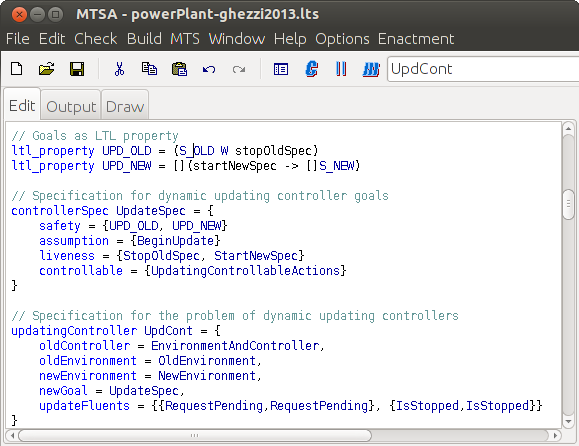 MTSA - powerPlant-ghezzi2013.lts
File Edit Check Build MTS Window Help Options Enactment
UpdCont
Edit Output Draw
// Goals as LTL property
ltl_property UPD_OLD = (S_OLD W stopOldSpec)
ltl_property UPD_NEW = [](startNewSpec -> []S_NEW)
// Specification for dynamic updating controller goals
controllerSpec UpdateSpec = {
    safety = {UPD_OLD, UPD_NEW}
    assumption = {BeginUpdate}
    liveness = {StopOldSpec, StartNewSpec}
    controllable = {UpdatingControllableActions}
}
// Specification for the problem of dynamic updating controllers
updatingController UpdCont = {
    oldController = EnvironmentAndController,
    oldEnvironment = OldEnvironment,
    newEnvironment = NewEnvironment,
    newGoal = UpdateSpec,
    updateFluents = {{RequestPending,RequestPending}, {IsStopped,IsStopped}}
}